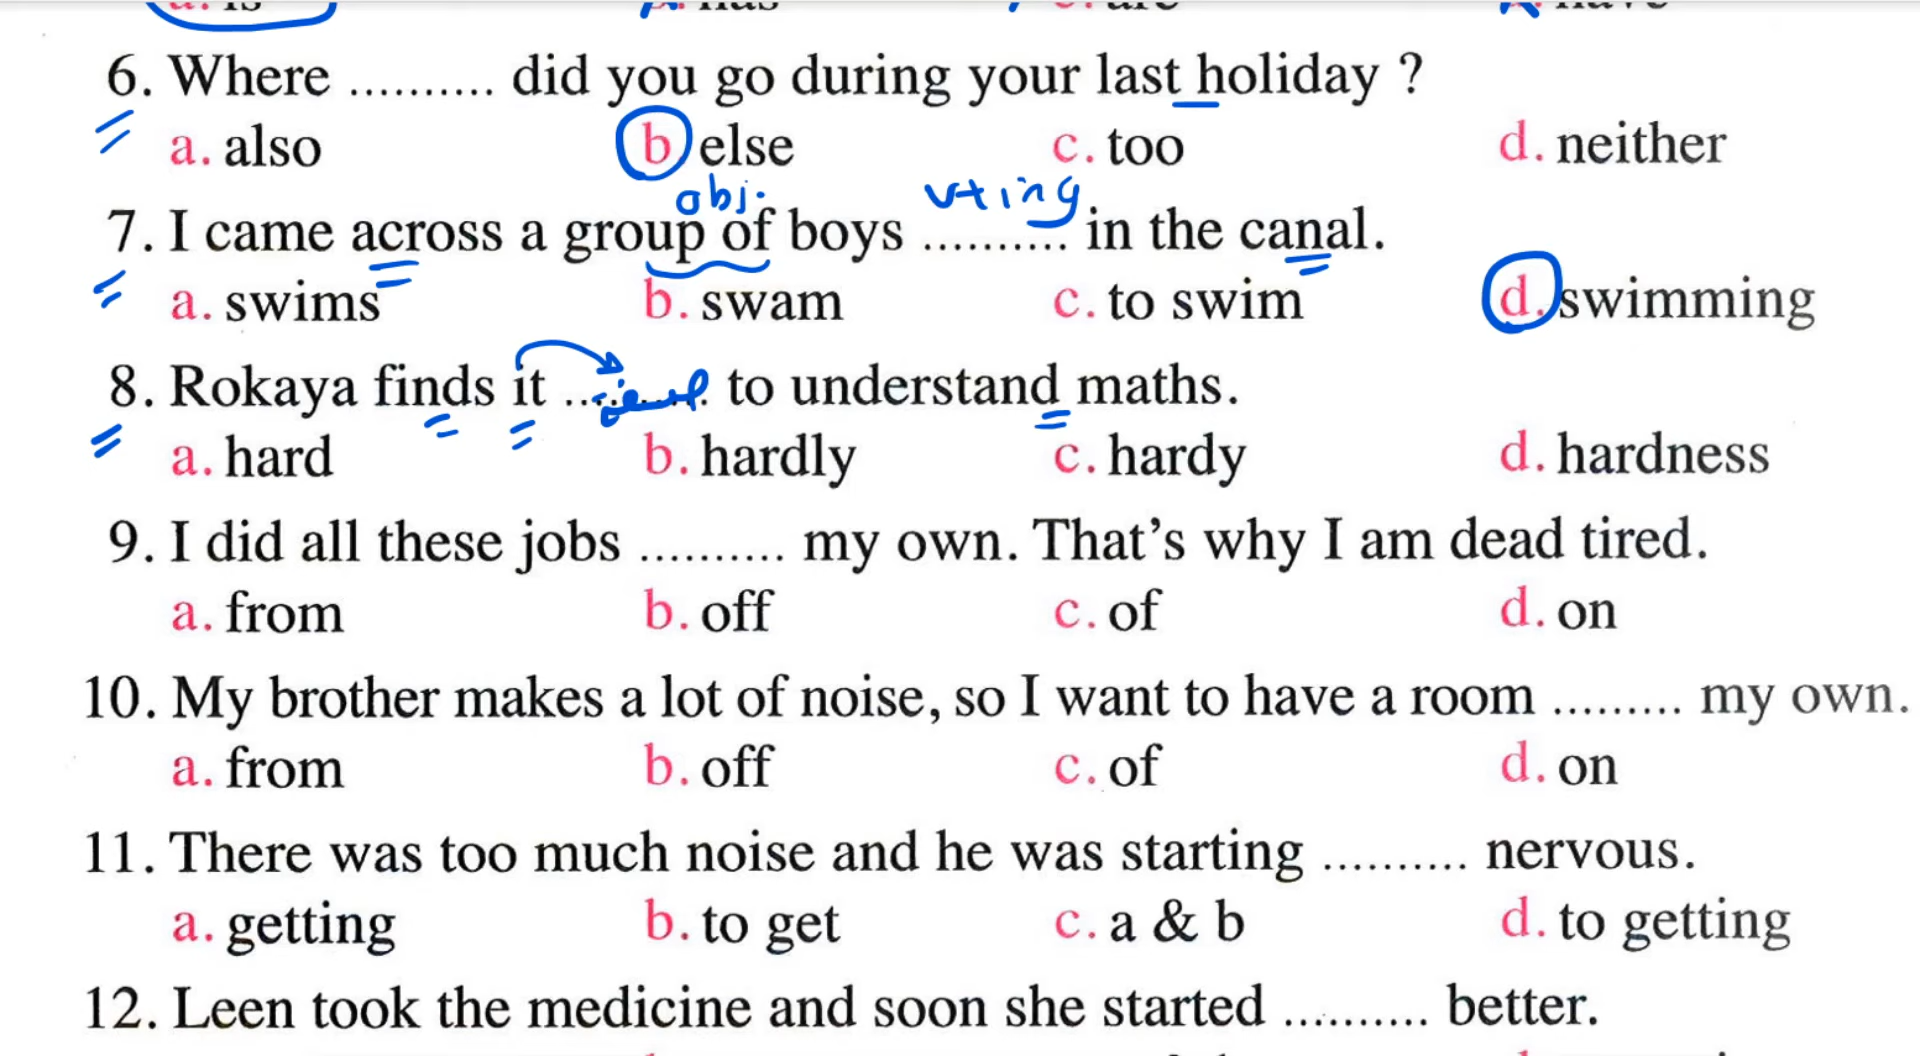 6. Where .......... did you go during your last holiday ?
a. also b. else c. too d. neither
obj. v+ing
7. I came across a group of boys .......... in the canal.
a. swims b. swam c. to swim d. swimming
8. Rokaya finds it .......... to understand maths.
a. hard b. hardly c. hardy d. hardness
9. I did all these jobs .......... my own. That's why I am dead tired.
a. from b. off c. of d. on
10. My brother makes a lot of noise, so I want to have a room ......... my own.
a. from b. off c. of d. on
11. There was too much noise and he was starting .......... nervous.
a. getting b. to get c. a & b d. to getting
12. Leen took the medicine and soon she started .......... better.